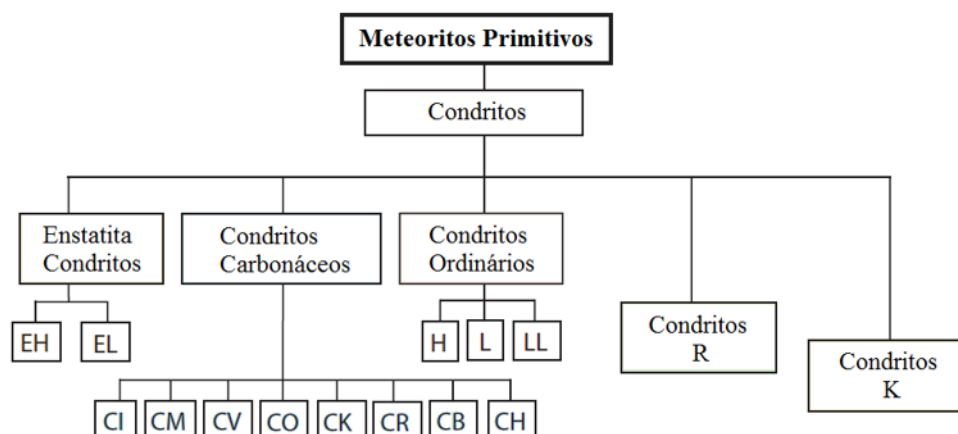 Meteoritos Primitivos
Condritos
Enstatita
Condritos
Condritos
Carbonáceos
Condritos
Ordinários
Condritos
R
Condritos
K
EH
EL
H
L
LL
CI
CM
CV
CO
CK
CR
CB
CH